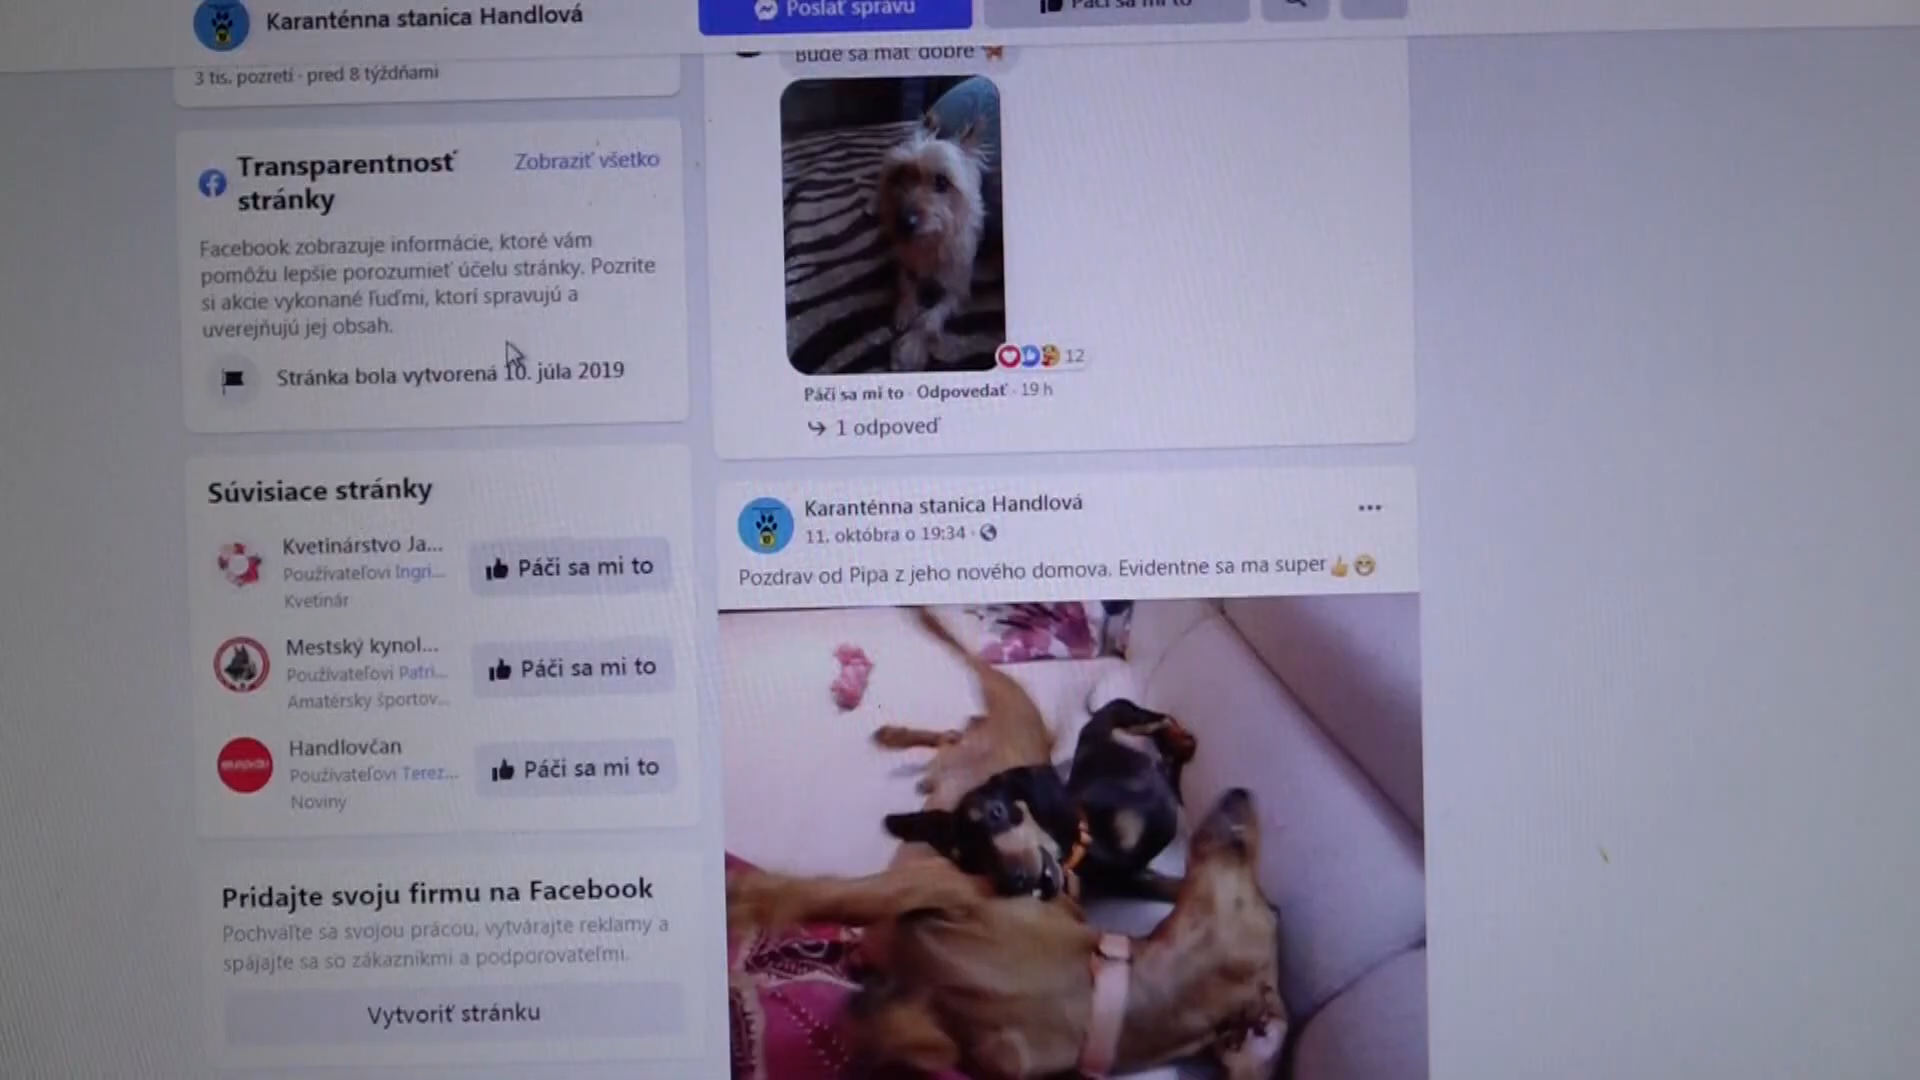 Karanténna stanica Handlová
Poslať správu
Páči sa mi to
3 tis. pozretí · pred 8 týždňami
Bude sa mať dobre
Transparentnosť
stránky
Zobraziť všetko
Facebook zobrazuje informácie, ktoré vám
pomôžu lepšie porozumieť účelu stránky. Pozrite
si akcie vykonané ľuďmi, ktorí spravujú a
uverejňujú jej obsah.
Stránka bola vytvorená 10. júla 2019
12
Páči sa mi to · Odpovedať · 19 h
1 odpoveď
Súvisiace stránky
Kvetinárstvo Ja...
Používateľovi Ingri...
Kvetinár
Páči sa mi to
Mestský kynol...
Používateľovi Patri...
Amatérsky športov...
Páči sa mi to
Handlovčan
Používateľovi Terez...
Noviny
Páči sa mi to
Pridajte svoju firmu na Facebook
Pochváľte sa svojou prácou, vytvárajte reklamy a
spájajte sa so zákazníkmi a podporovateľmi.
Vytvoriť stránku
Karanténna stanica Handlová
11. októbra o 19:34 ·
Pozdrav od Pipa z jeho nového domova. Evidentne sa ma super